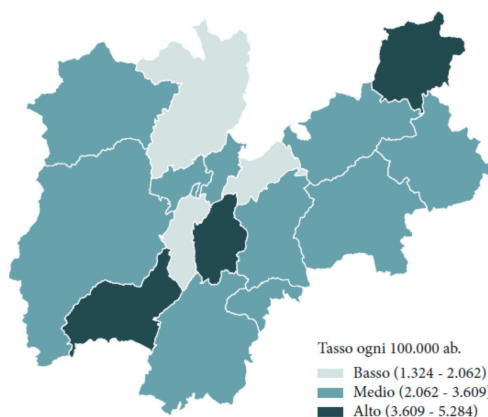 Tasso ogni 100.000 ab.
Basso (1.324 - 2.062)
Medio (2.062 - 3.609)
Alto (3.609 - 5.284)